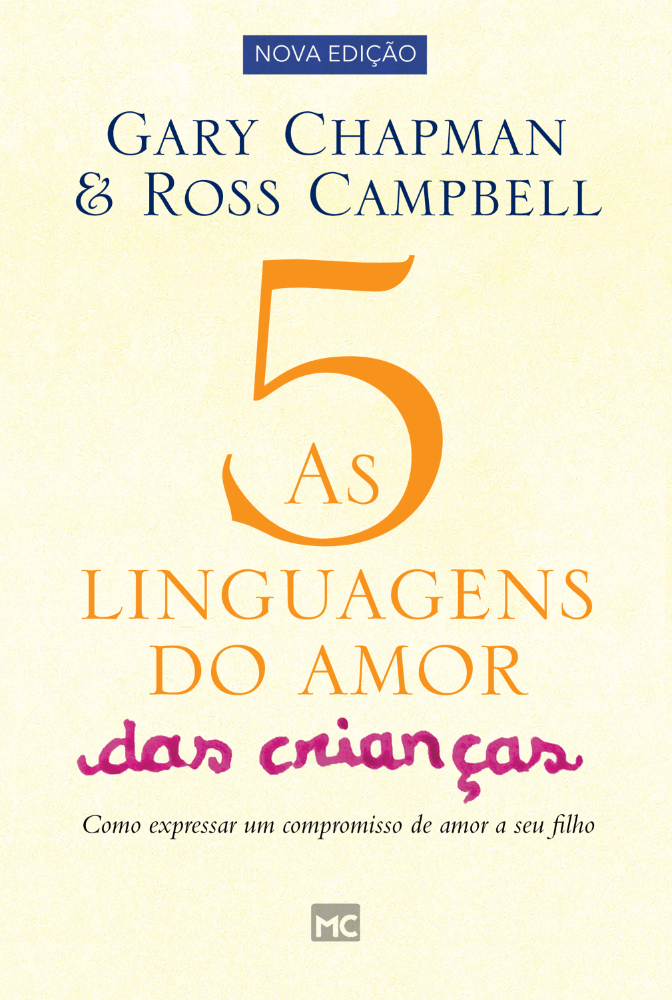 NOVA EDIÇÃO
GARY CHAPMAN
& ROSS CAMPBELL
AS 5
LINGUAGENS
DO AMOR
das crianças
Como expressar um compromisso de amor a seu filho
MC